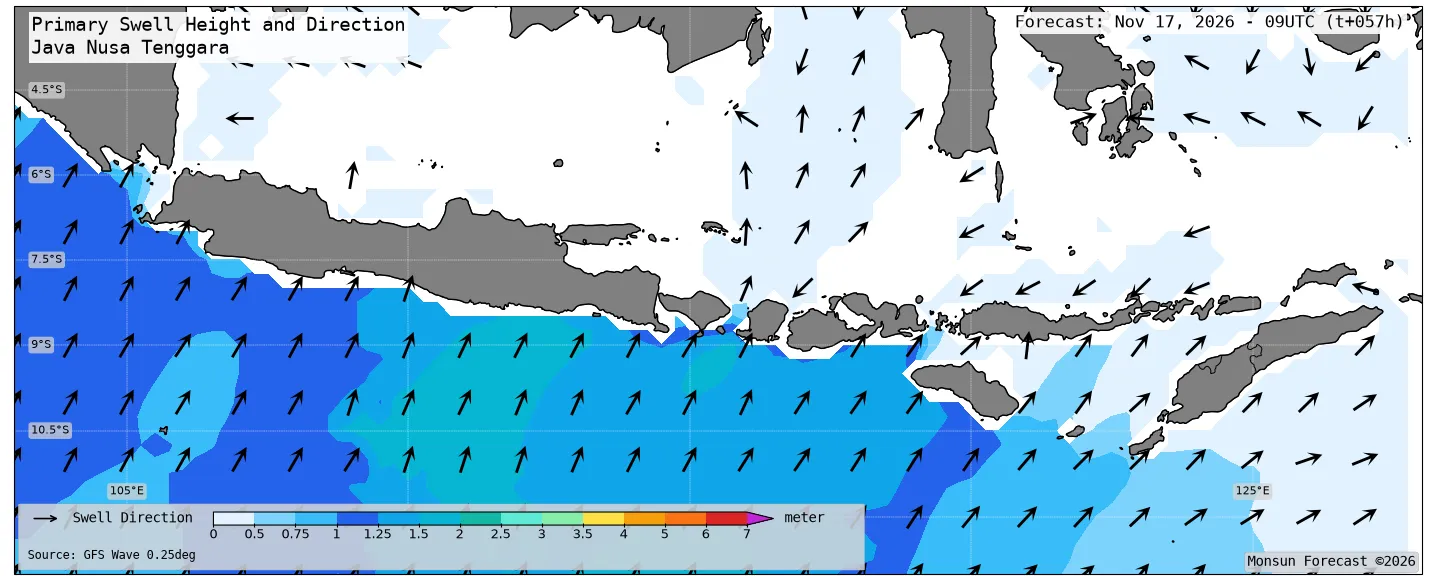 Primary Swell Height and Direction
Java Nusa Tenggara
Forecast: Nov 17, 2026 - 09UTC (t+057h)
4.5°S
6°S
7.5°S
9°S
10.5°S
105°E
125°E
Swell Direction
0 0.5 0.75 1 1.25 1.5 2 2.5 3 3.5 4 5 6 7
meter
Source: GFS Wave 0.25deg
Monsun Forecast ©2026